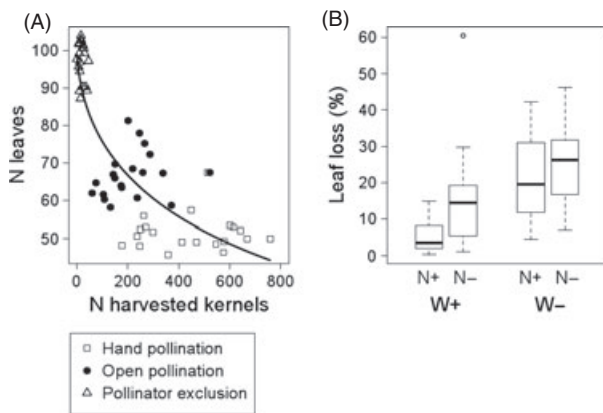 (A)
N leaves
100
90
80
70
60
50
0 200 400 600 800
N harvested kernels
Hand pollination
Open pollination
Pollinator exclusion
(B)
Leaf loss (%)
60
50
40
30
20
10
0
N+ N− N+ N−
W+ W−